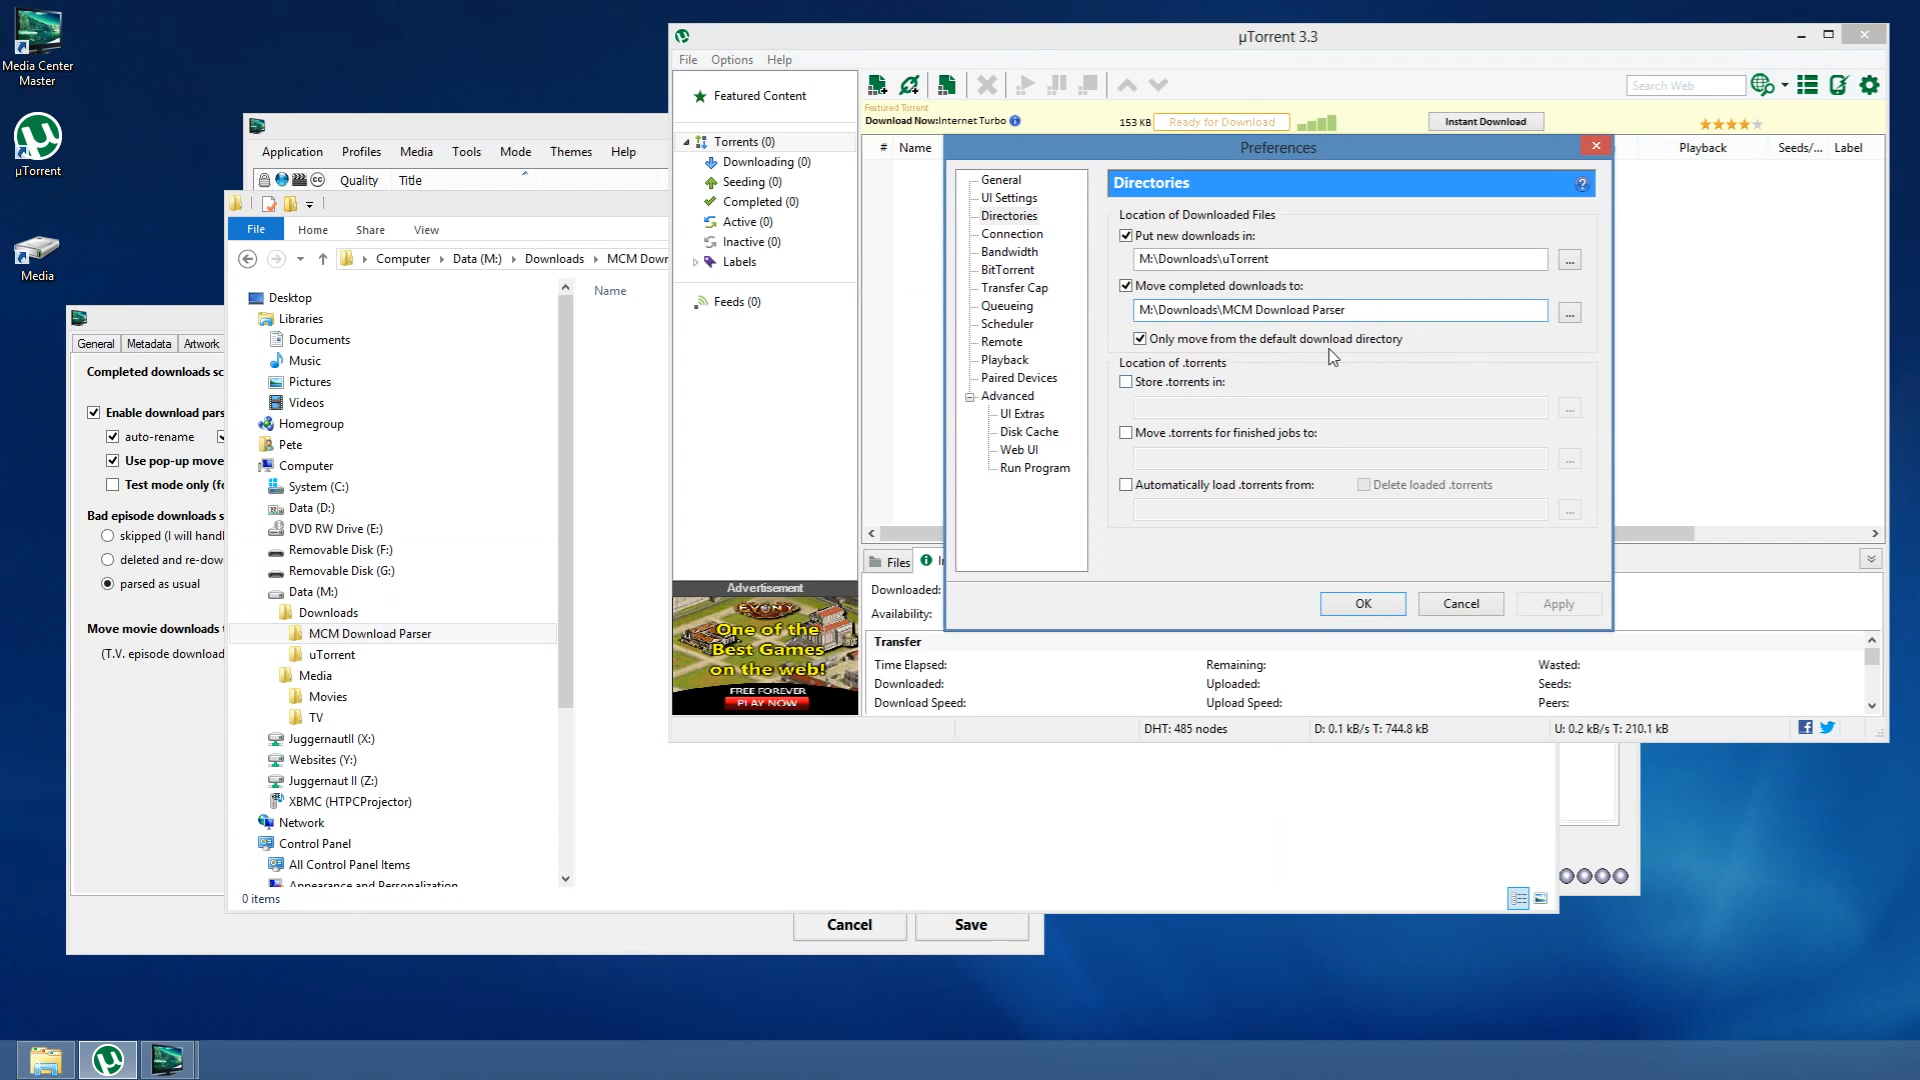 Media Center
Master
µTorrent
Media
Application Profiles Media Tools Mode Themes Help
Quality Title
File Home Share View
Computer Data (M:) Downloads
Name
Desktop
Libraries
Documents
Music
Pictures
Videos
Homegroup
Pete
Computer
System (C:)
Data (D:)
DVD RW Drive (E:)
Removable Disk (F:)
Removable Disk (G:)
Data (M:)
Downloads
MCM Download Parser
uTorrent
Media
Movies
TV
JuggernautII (X:)
Websites (Y:)
Juggernaut II (Z:)
XBMC (HTPCProjector)
Network
Control Panel
All Control Panel Items
Appearance and Personalization
0 items
General Metadata Artwork
Completed downloads
Enable download
auto-rename
Use pop-up
Test mode only
Bad episode downloads
skipped (I will
deleted and
parsed as usual
Move movie downloads
(T.V. episode
Cancel Save
µTorrent 3.3
File Options Help
Search Web
Featured Content
Torrents (0)
Downloading (0)
Seeding (0)
Completed (0)
Active (0)
Inactive (0)
Labels
Feeds (0)
Advertisement
EVONY
One of the
Best Games
on the web!
FREE FOREVER
PLAY NOW
Featured Torrent
Download Now:Internet Turbo
153 KB Ready for Download Instant Download
# Name Playback Seeds/... Label
Preferences
General
UI Settings
Directories
Connection
Bandwidth
BitTorrent
Transfer Cap
Queueing
Scheduler
Remote
Playback
Paired Devices
Advanced
UI Extras
Disk Cache
Web UI
Run Program
Directories
Location of Downloaded Files
Put new downloads in:
M:\Downloads\uTorrent ...
Move completed downloads to:
M:\Downloads\MCM Download Parser ...
Only move from the default download directory
Location of .torrents
Store .torrents in:
...
Move .torrents for finished jobs to:
...
Automatically load .torrents from: Delete loaded .torrents
...
OK Cancel Apply
Files
Downloaded:
Availability:
Transfer
Time Elapsed: Remaining: Wasted:
Downloaded: Uploaded: Seeds:
Download Speed: Upload Speed: Peers:
DHT: 485 nodes D: 0.1 kB/s T: 744.8 kB U: 0.2 kB/s T: 210.1 kB